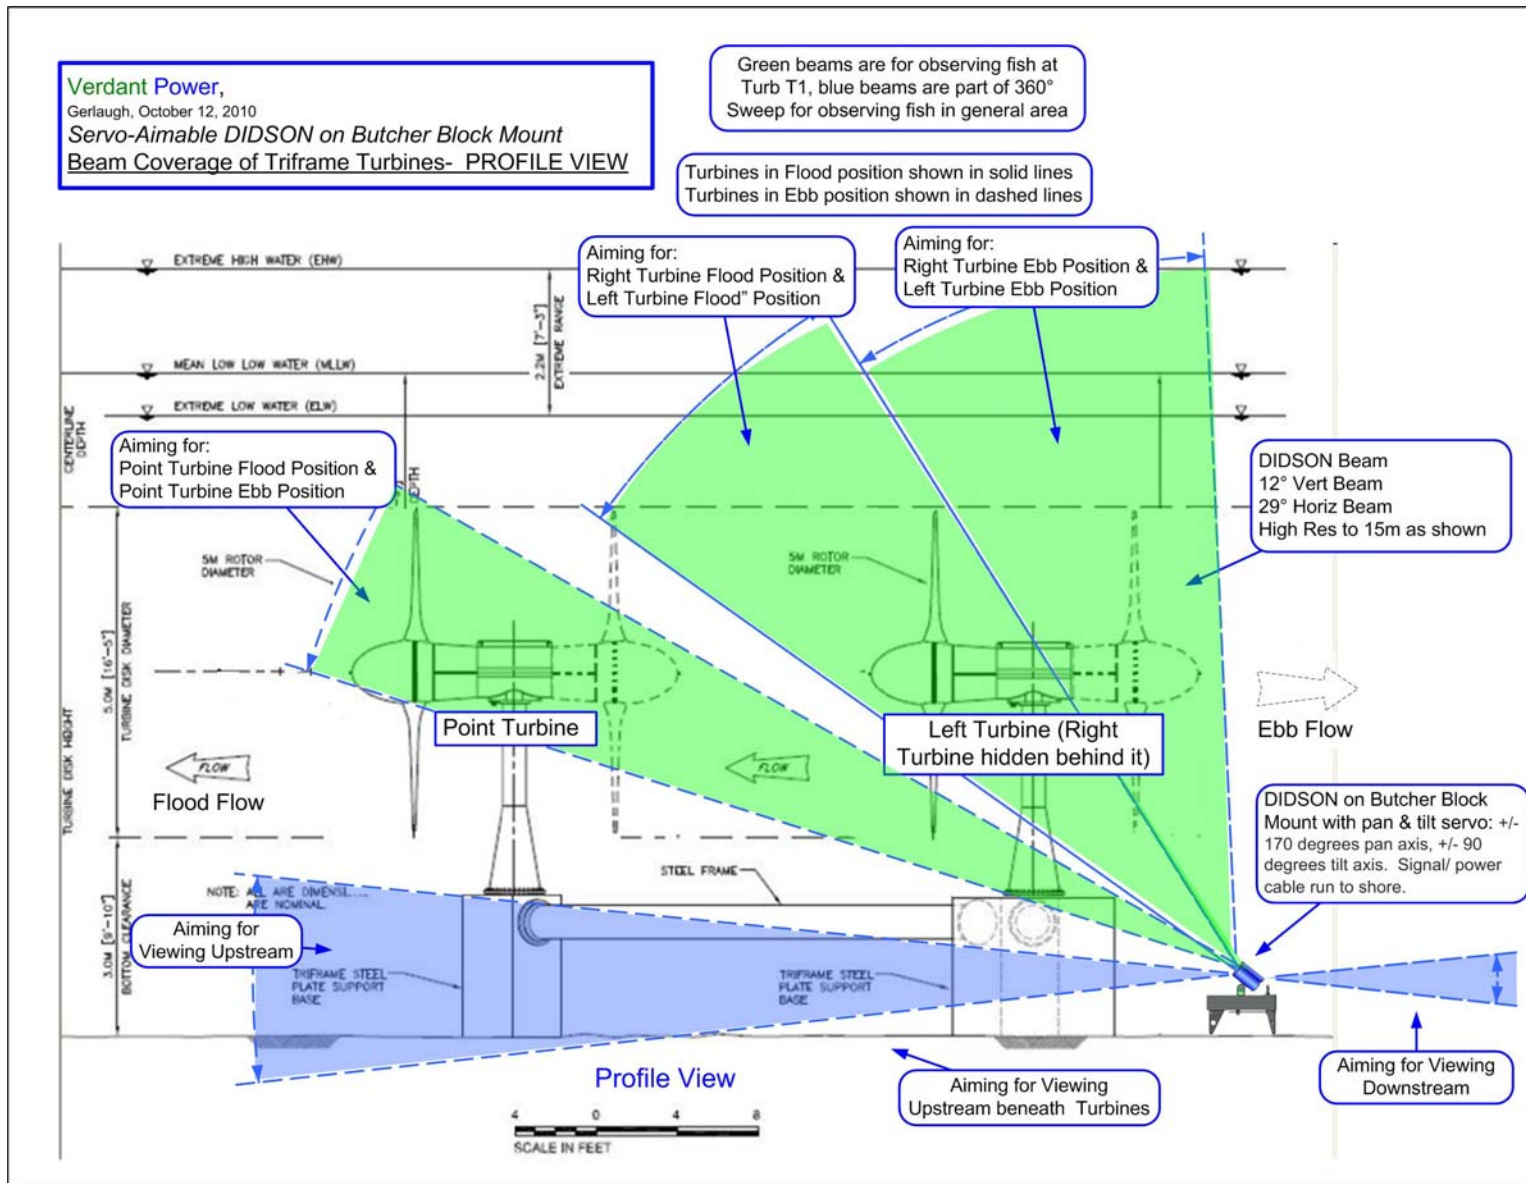 Verdant Power,
Gerlaugh, October 12, 2010
Servo-Aimable DIDSON on Butcher Block Mount
Beam Coverage of Triframe Turbines- PROFILE VIEW
Green beams are for observing fish at
Turb T1, blue beams are part of 360°
Sweep for observing fish in general area
Turbines in Flood position shown in solid lines
Turbines in Ebb position shown in dashed lines
EXTREME HIGH WATER (EHW)
Aiming for:
Right Turbine Flood Position &
Left Turbine Flood” Position
Aiming for:
Right Turbine Ebb Position &
Left Turbine Ebb Position
2.2M [7'-3"]
EXTREME RANGE
MEAN LOW LOW WATER (MLLW)
EXTREME LOW WATER (ELW)
CENTERLINE
DEPTH
Aiming for:
Point Turbine Flood Position &
Point Turbine Ebb Position
DEPTH
DIDSON Beam
12° Vert Beam
29° Horiz Beam
High Res to 15m as shown
5M ROTOR
DIAMETER
5M ROTOR
DIAMETER
5.0M [16'-5"]
TURBINE DISK DIAMETER
TURBINE DISK HEIGHT
Point Turbine
Left Turbine (Right
Turbine hidden behind it)
Ebb Flow
FLOW
Flood Flow
FLOW
DIDSON on Butcher Block
Mount with pan & tilt servo: +/-
170 degrees pan axis, +/- 90
degrees tilt axis. Signal/ power
cable run to shore.
STEEL FRAME
NOTE: ALL ARE
ARE NOMINAL.
3.0M [9'-10"]
BOTTOM CLEARANCE
Aiming for
Viewing Upstream
TRIFRAME STEEL
PLATE SUPPORT
BASE
TRIFRAME STEEL
PLATE SUPPORT
BASE
Profile View
Aiming for Viewing
Upstream beneath Turbines
Aiming for Viewing
Downstream
4 0 4 8
SCALE IN FEET